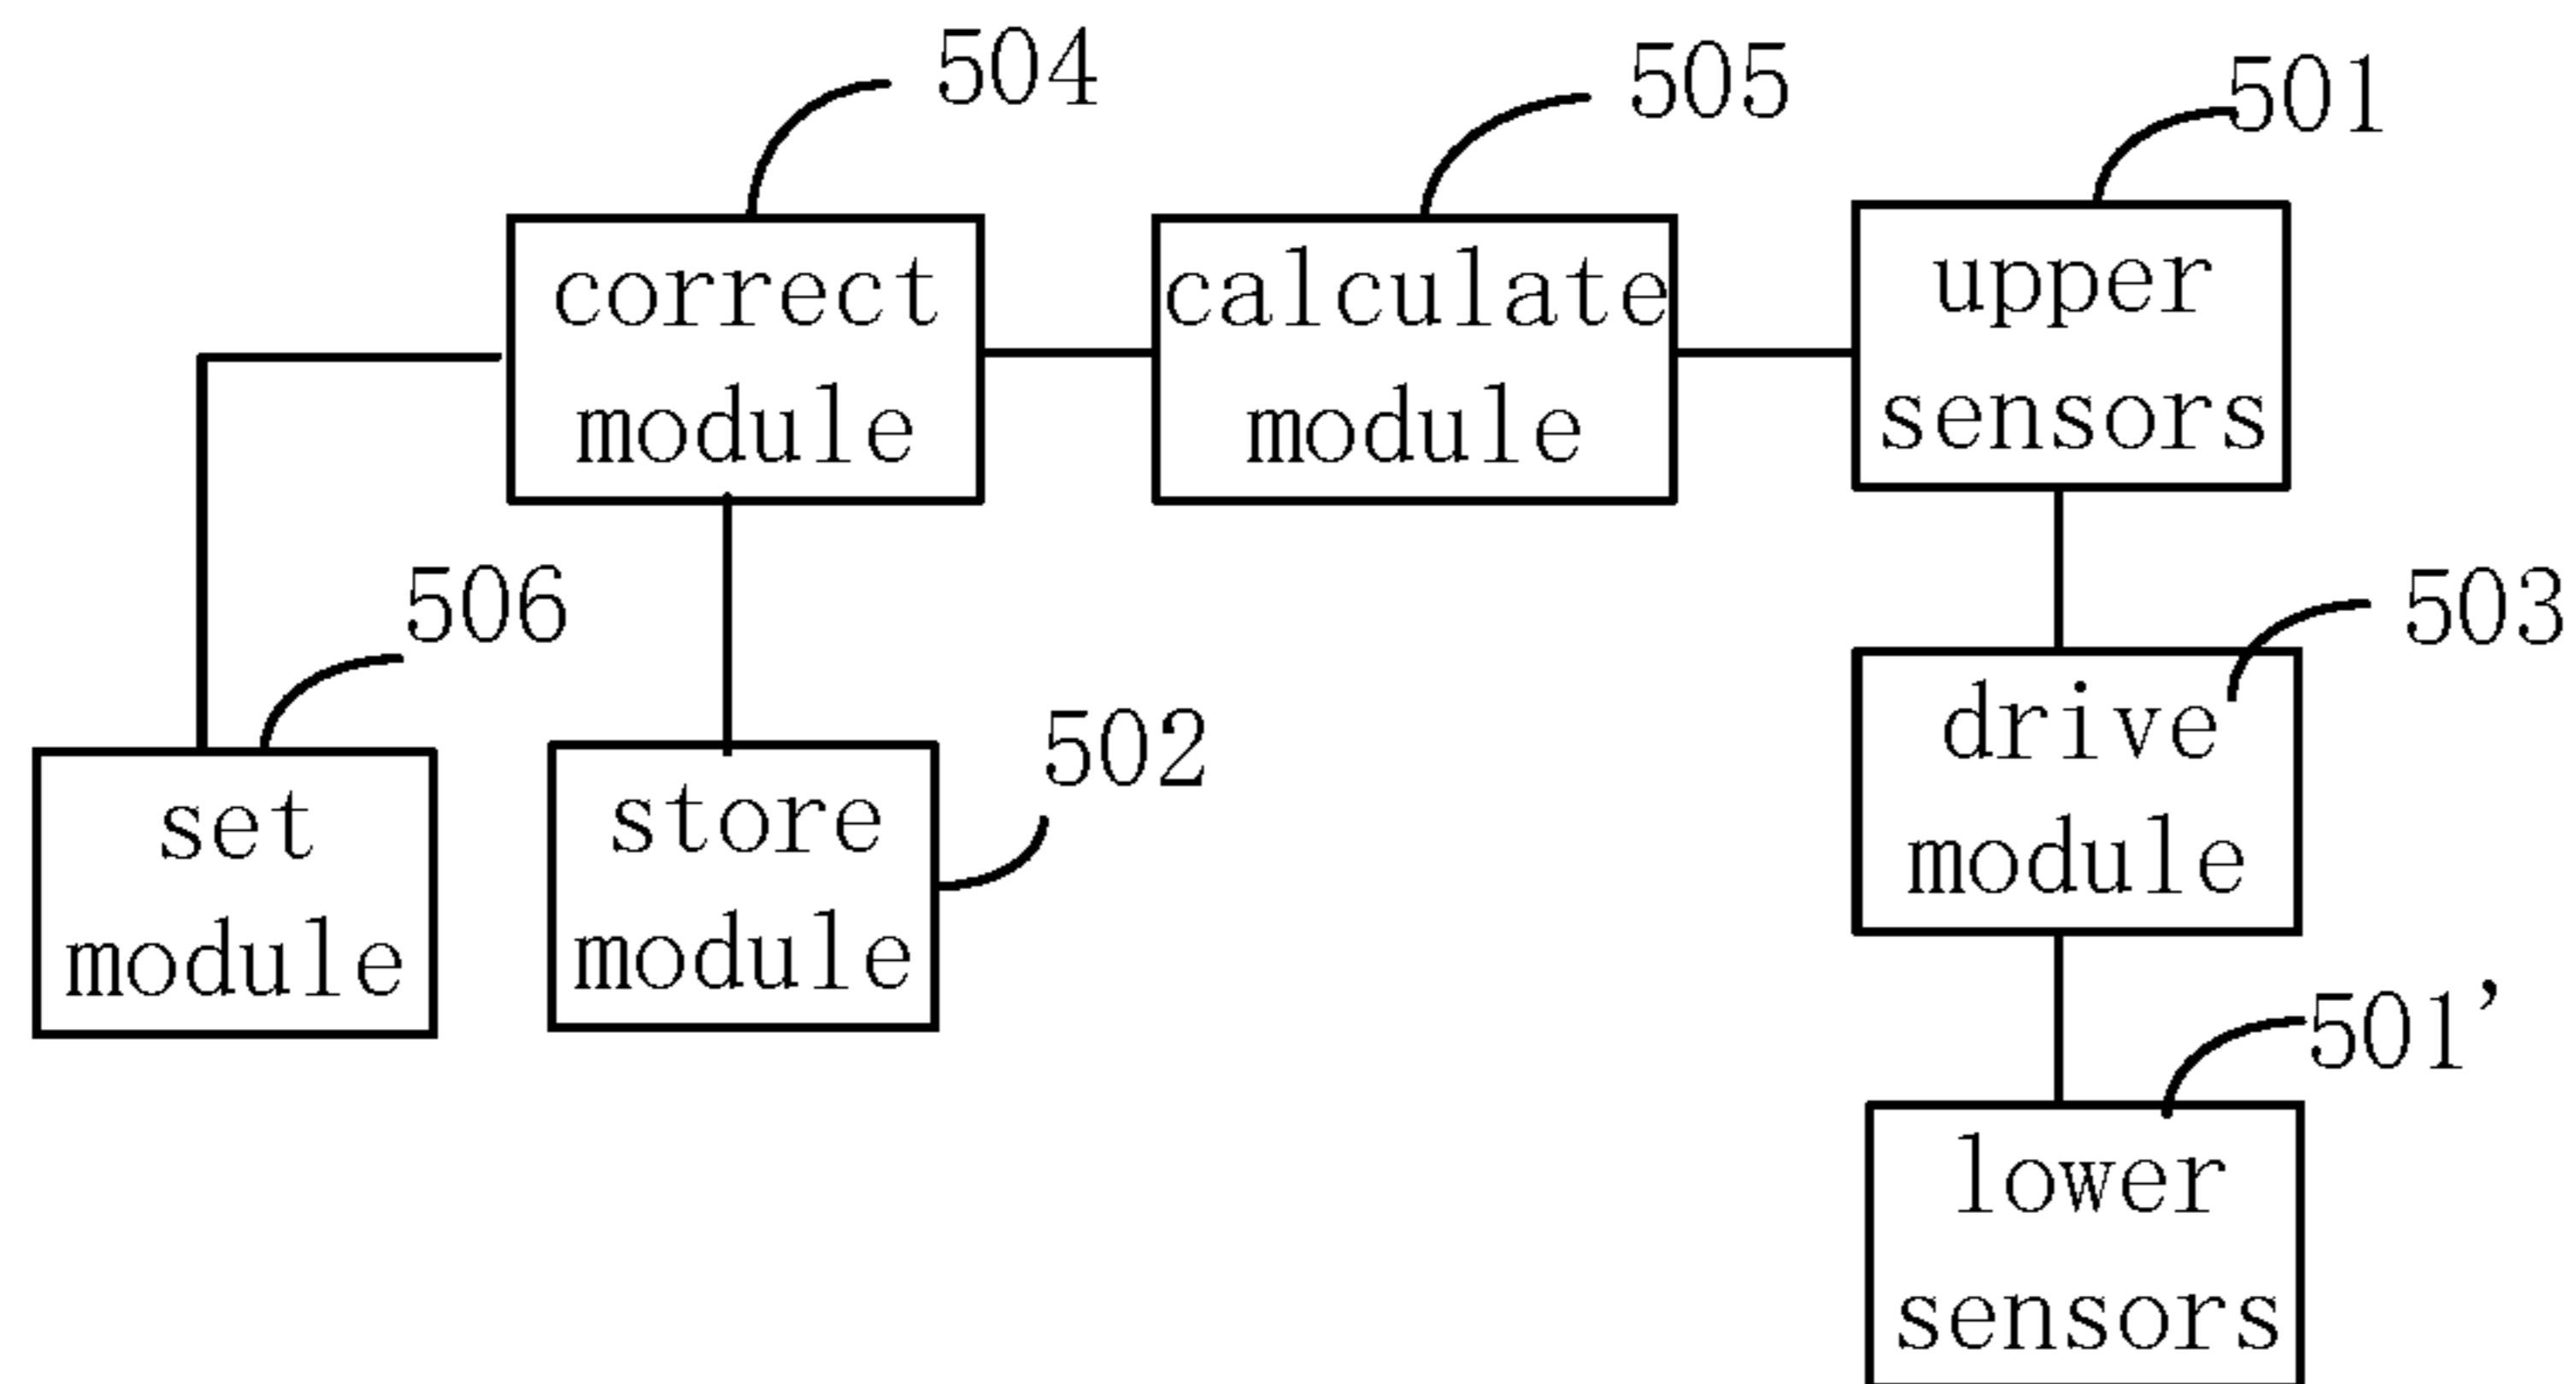 504
505
501
correct
module
calculate
module
upper
sensors
506
503
502
set
module
store
module
drive
module
501’
lower
sensors